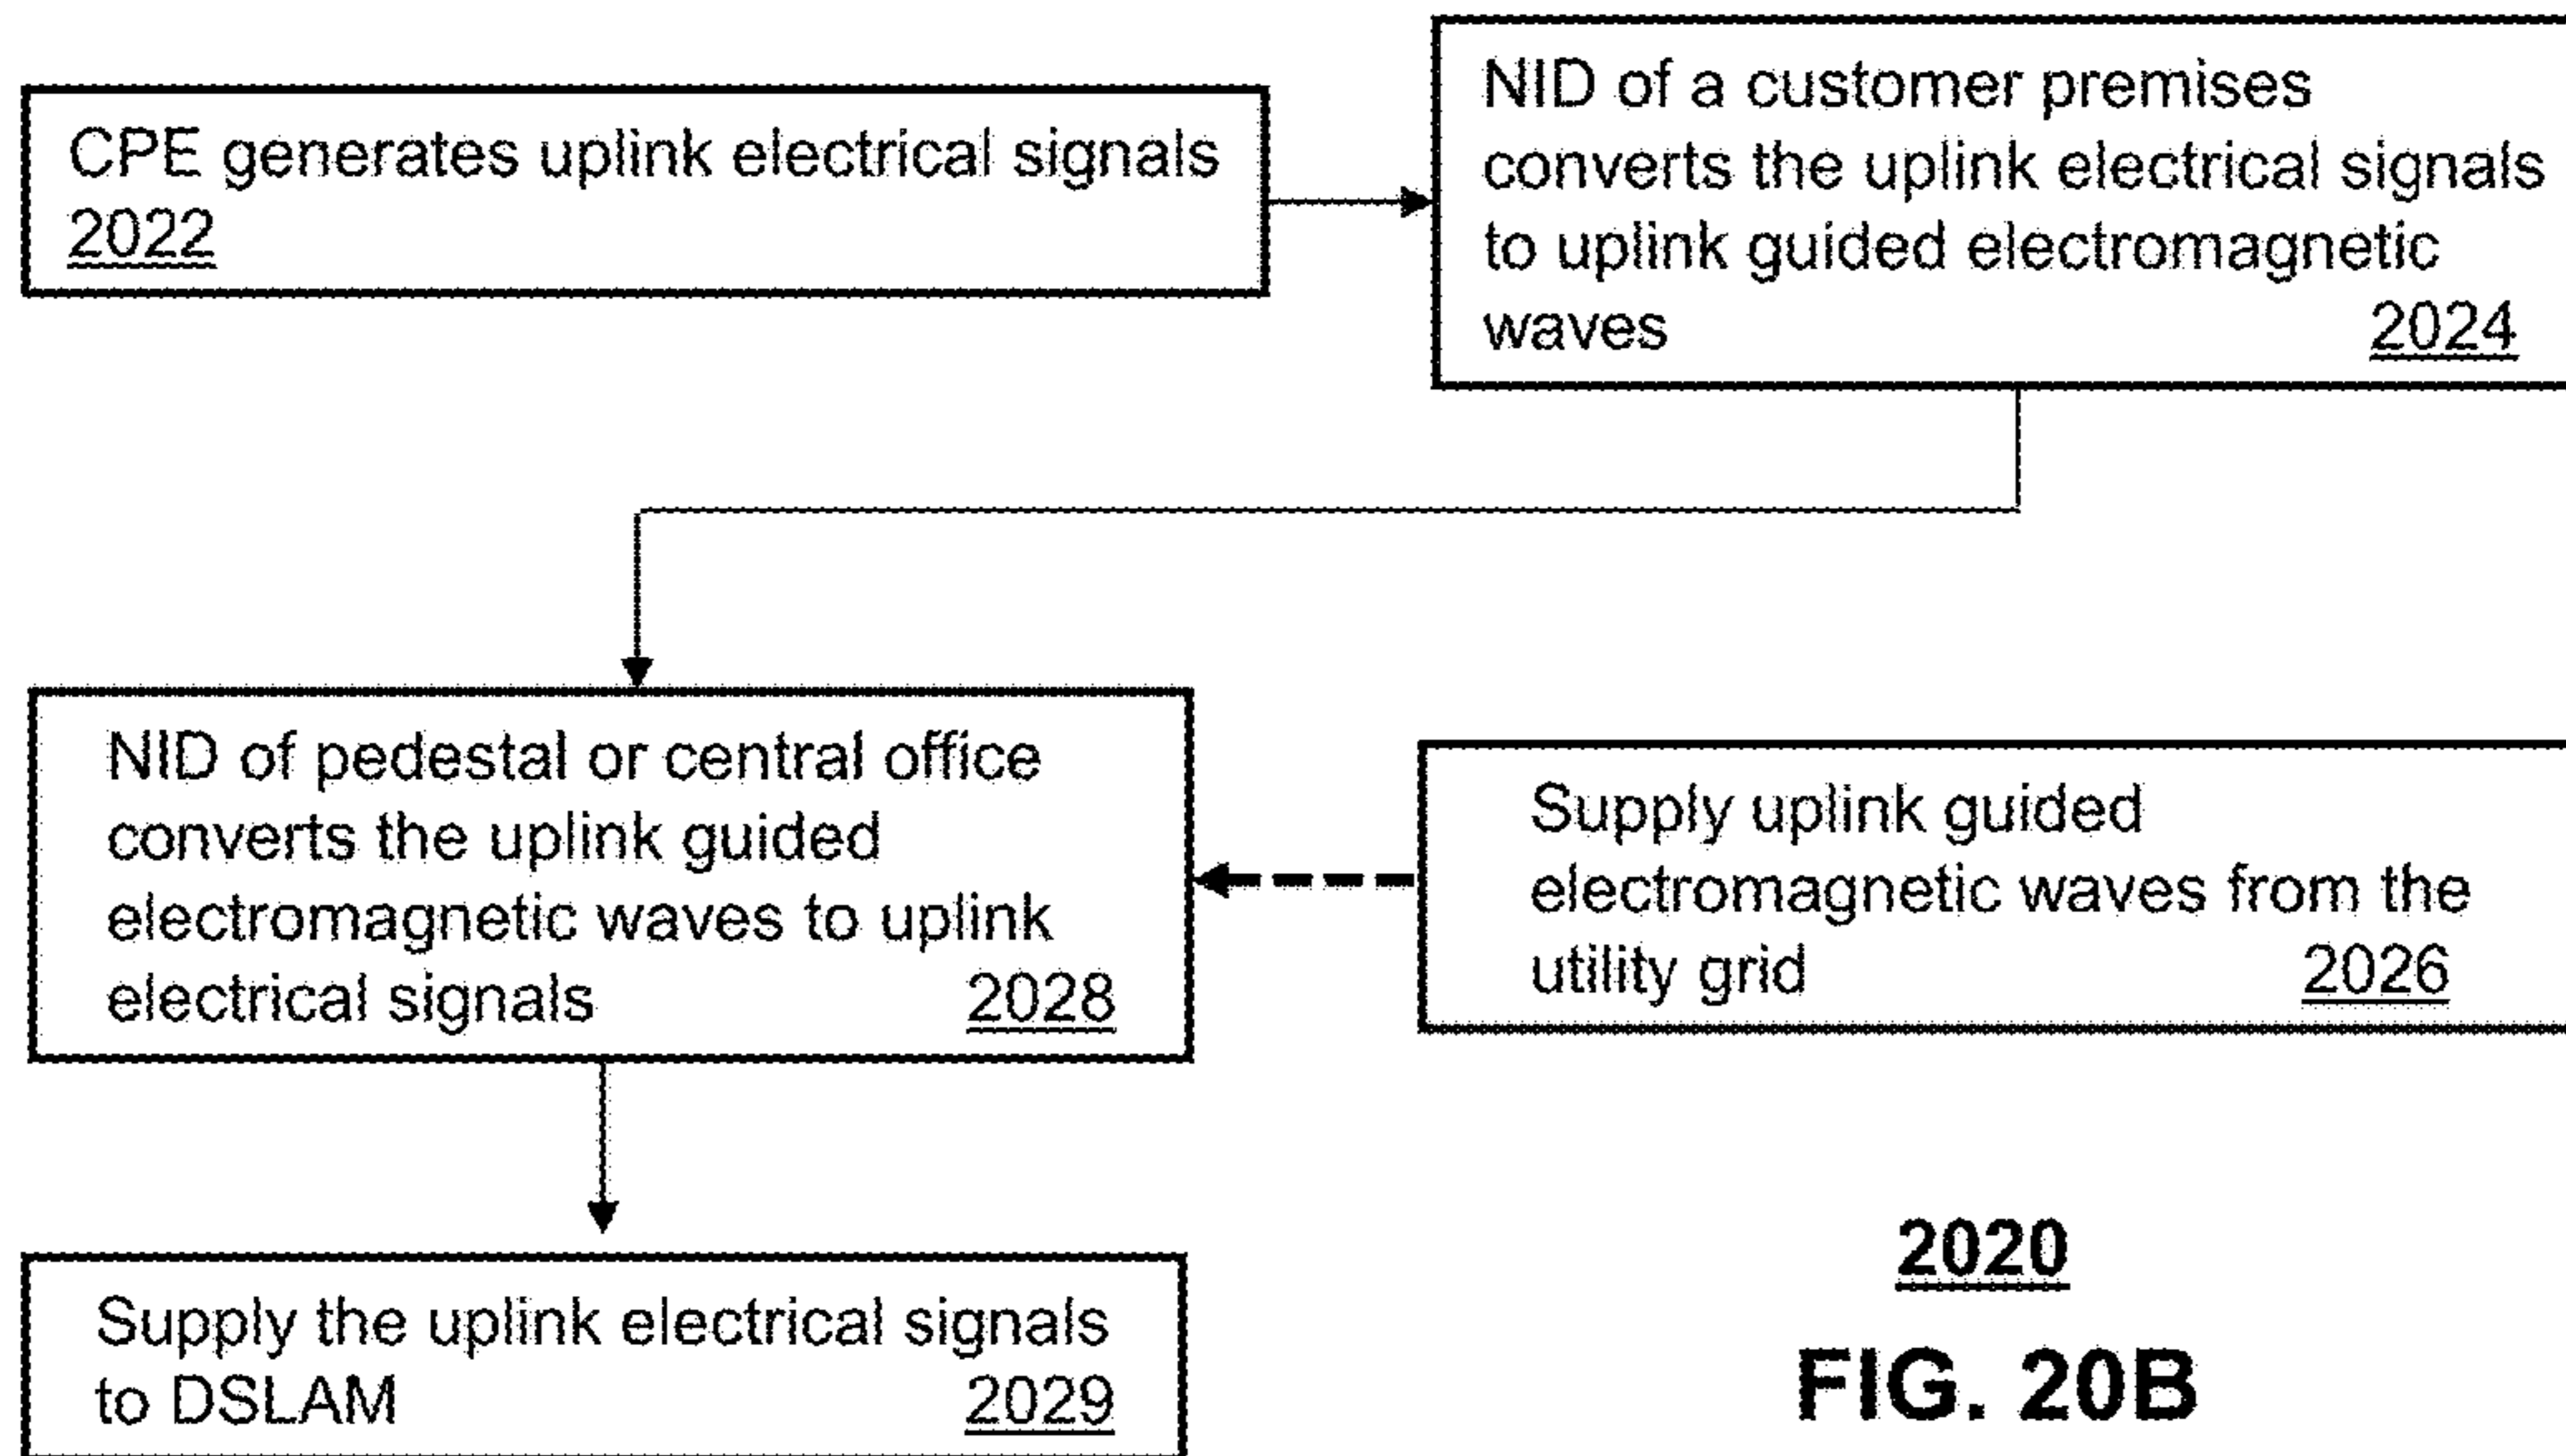 CPE generates uplink electrical signals
2022
NID of a customer premises
converts the uplink electrical signals
to uplink guided electromagnetic
waves 2024
NID of pedestal or central office
converts the uplink guided
electromagnetic waves to uplink
electrical signals 2028
Supply uplink guided
electromagnetic waves from the
utility grid 2026
Supply the uplink electrical signals
to DSLAM 2029
2020
FIG. 20B